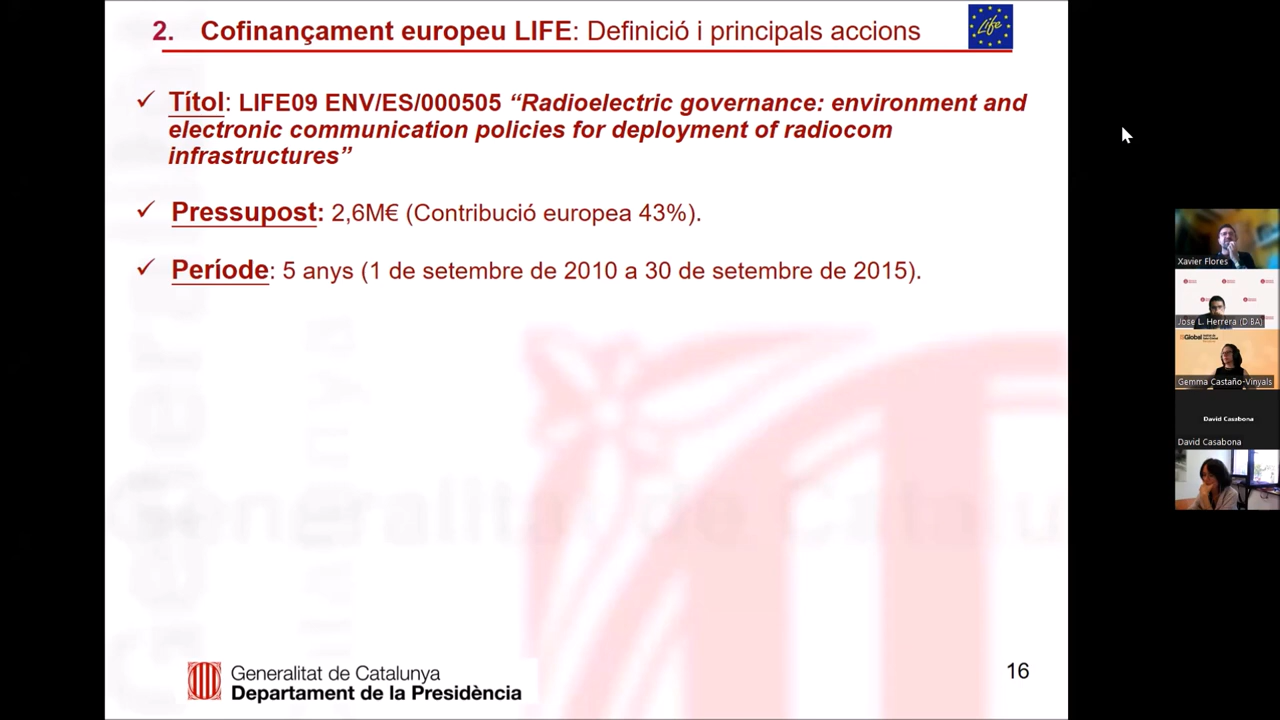 2. Cofinançament europeu LIFE: Definició i principals accions
Life
✓ Títol: LIFE09 ENV/ES/000505 “Radioelectric governance: environment and
electronic communication policies for deployment of radiocom
infrastructures”
✓ Pressupost: 2,6M€ (Contribució europea 43%).
✓ Període: 5 anys (1 de setembre de 2010 a 30 de setembre de 2015).
Generalitat de Catalunya
Departament de la Presidència
16
Xavier Flores
Jose L. Herrera (DIBA)
Global
Gemma Castaño-Vinyals
David Casabona
David Casabona